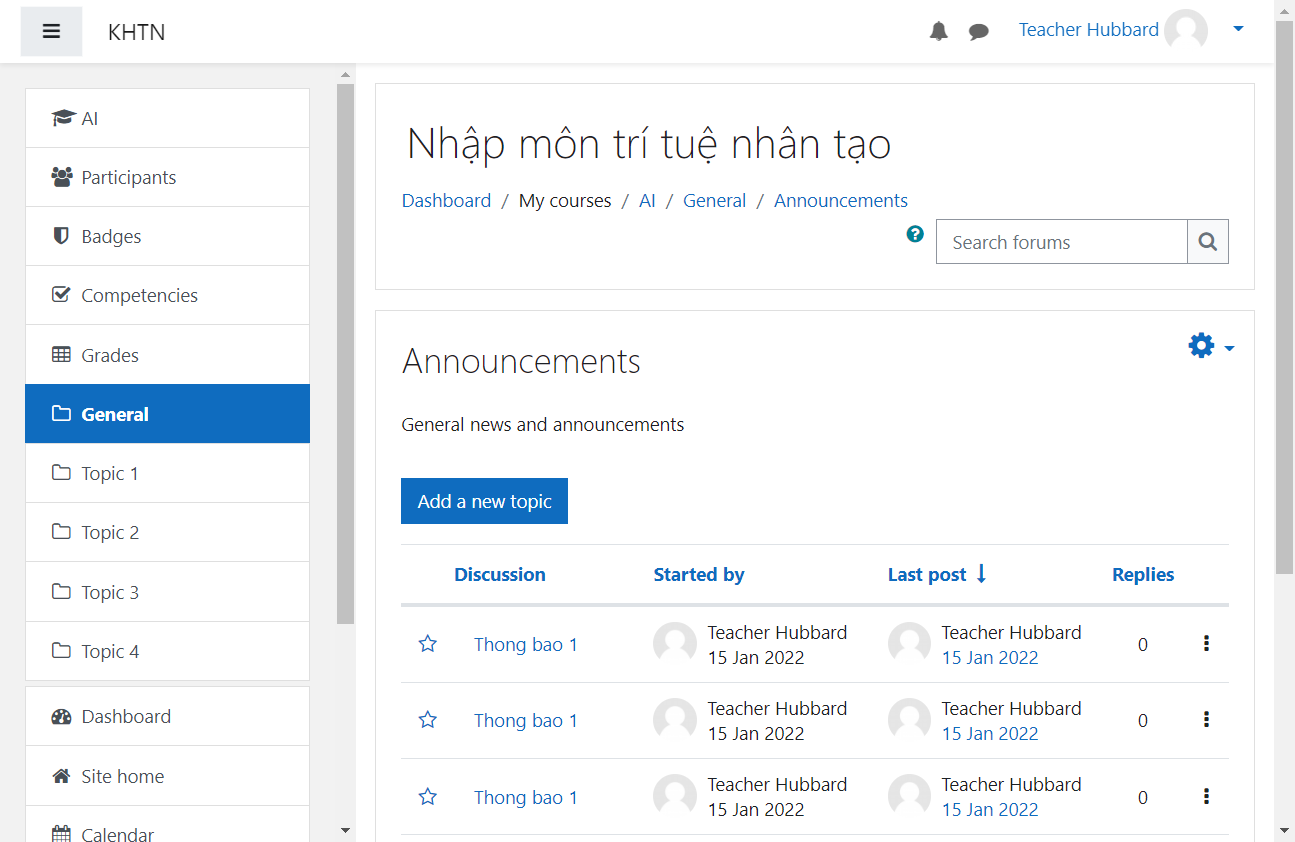 KHTN
Teacher Hubbard
AI
Participants
Badges
Competencies
Grades
General
Topic 1
Topic 2
Topic 3
Topic 4
Dashboard
Site home
Calendar
Nhập môn trí tuệ nhân tạo
Dashboard / My courses / AI / General / Announcements
Search forums
Announcements
General news and announcements
Add a new topic
Discussion Started by Last post Replies
Thong bao 1 Teacher Hubbard Teacher Hubbard 0
15 Jan 2022 15 Jan 2022
Thong bao 1 Teacher Hubbard Teacher Hubbard 0
15 Jan 2022 15 Jan 2022
Thong bao 1 Teacher Hubbard Teacher Hubbard 0
15 Jan 2022 15 Jan 2022